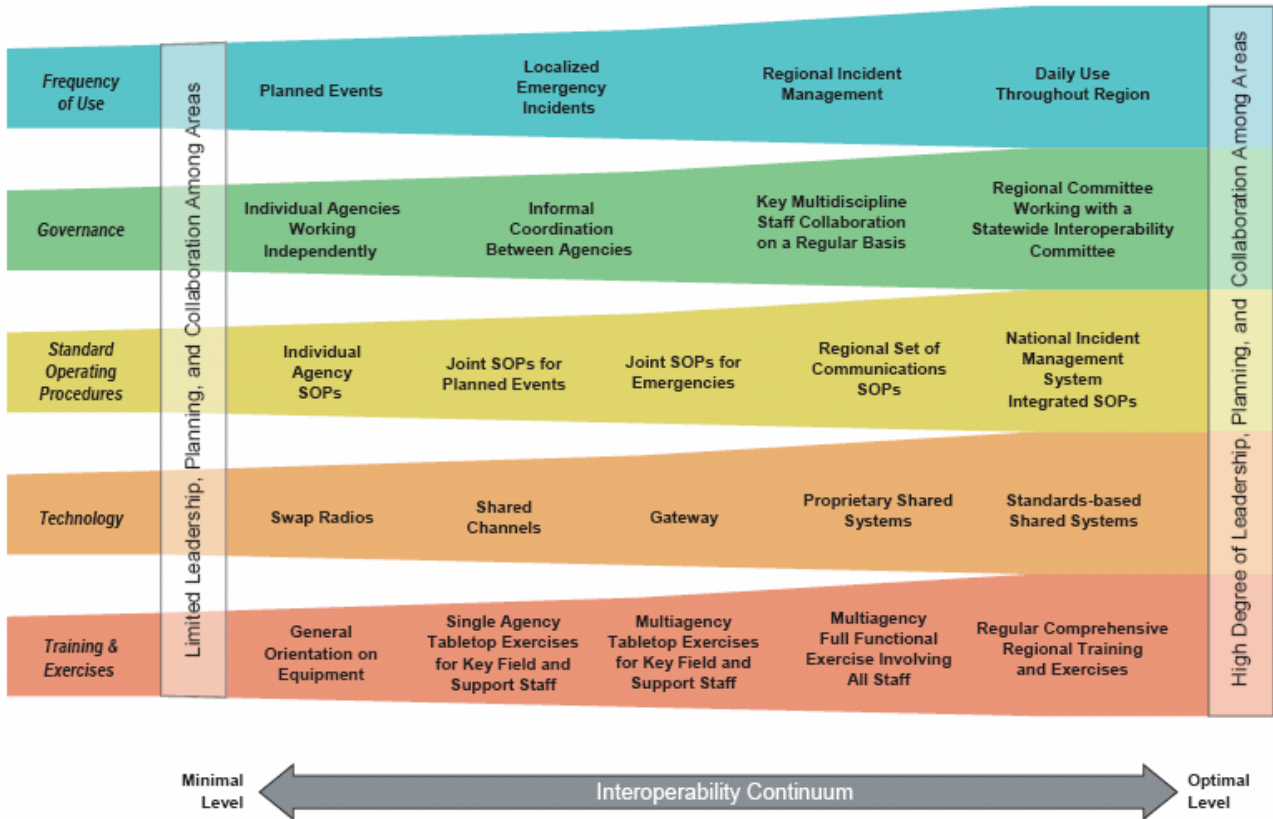 Frequency
of Use
Limited Leadership, Planning, and Collaboration Among Areas
Planned Events
Localized
Emergency
Incidents
Regional Incident
Management
Daily Use
Throughout Region
High Degree of Leadership, Planning, and Collaboration Among Areas
Governance
Individual Agencies
Working
Independently
Informal
Coordination
Between Agencies
Key Multidiscipline
Staff Collaboration
on a Regular Basis
Regional Committee
Working with a
Statewide Interoperability
Committee
Standard
Operating
Procedures
Individual
Agency
SOPs
Joint SOPs for
Planned Events
Joint SOPs for
Emergencies
Regional Set of
Communications
SOPs
National Incident
Management
System
Integrated SOPs
Technology
Swap Radios
Shared
Channels
Gateway
Proprietary Shared
Systems
Standards-based
Shared Systems
Training &
Exercises
General
Orientation on
Equipment
Single Agency
Tabletop Exercises
for Key Field and
Support Staff
Multiagency
Tabletop Exercises
for Key Field and
Support Staff
Multiagency
Full Functional
Exercise Involving
All Staff
Regular Comprehensive
Regional Training
and Exercises
Minimal
Level
Interoperability Continuum
Optimal
Level